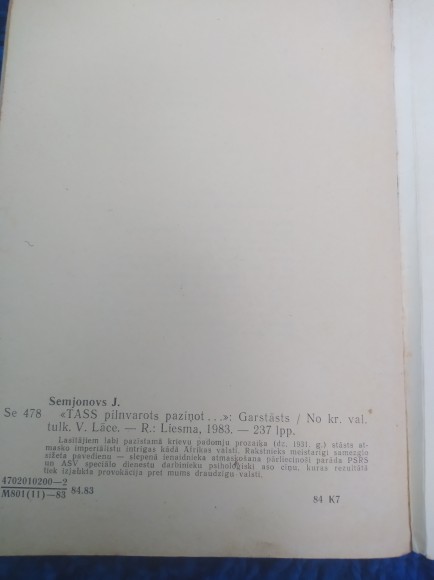 Semjonovs J.
Se 478 «TASS pilnvarots paziņot...»: Garstāsts / No kr. val.
tulk. V. Lāce. — R.: Liesma, 1983. — 237 lpp.
Lasītājiem labi pazīstamā krievu padomju prozaiķa (dz. 1931. g.) stāsts at-
masko imperiālistu intrigas kādā Āfrikas valstī. Rakstnieks meistarīgi samezgla
sižeta pavedienu — slepenā ienaidnieka atmaskošana pārliecinoši parāda PSRS
un ASV speciālo dienestu darbinieku psiholoģiski aso cīņu, kuras rezultātā
tiek izjaukta provokācija pret mums draudzīgu valsti.
4702010200—2
M801(11)—83 84.83
84 K7